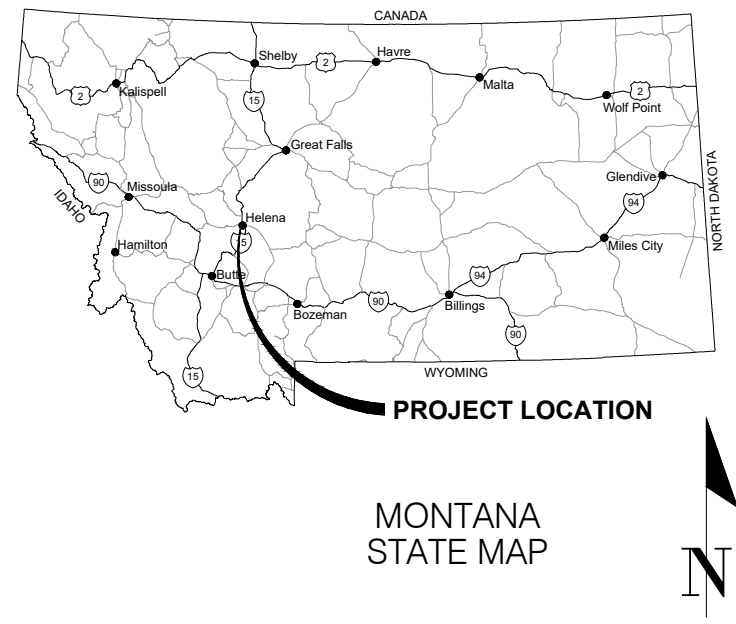 CANADA
Shelby
2
Havre
Kalispell
2
15
Malta
2
Wolf Point
Great Falls
90
Missoula
Glendive
94
IDAHO
NORTH DAKOTA
Helena
15
Hamilton
Butte
Miles City
94
90
Bozeman
Billings
90
WYOMING
15
PROJECT LOCATION
MONTANA
STATE MAP
N